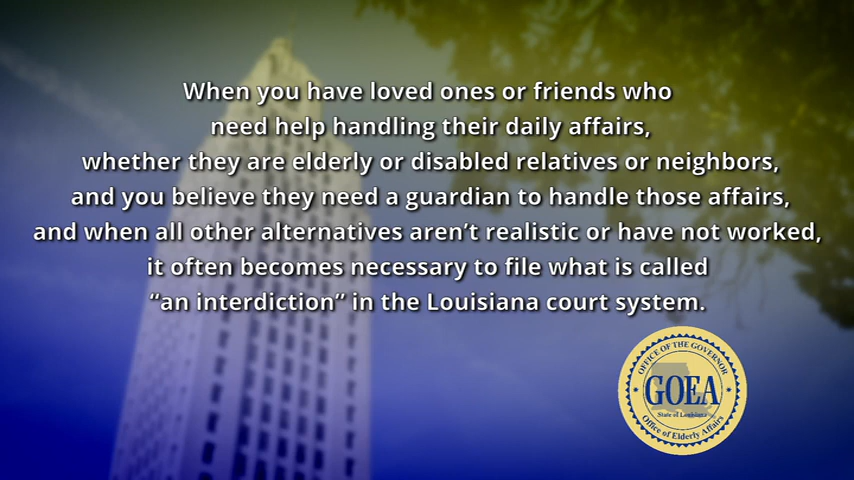 When you have loved ones or friends who
need help handling their daily affairs,
whether they are elderly or disabled relatives or neighbors,
and you believe they need a guardian to handle those affairs,
and when all other alternatives aren’t realistic or have not worked,
it often becomes necessary to file what is called
“an interdiction” in the Louisiana court system.
OFFICE OF THE GOVERNOR
GOEA
State of Louisiana
Office of Elderly Affairs